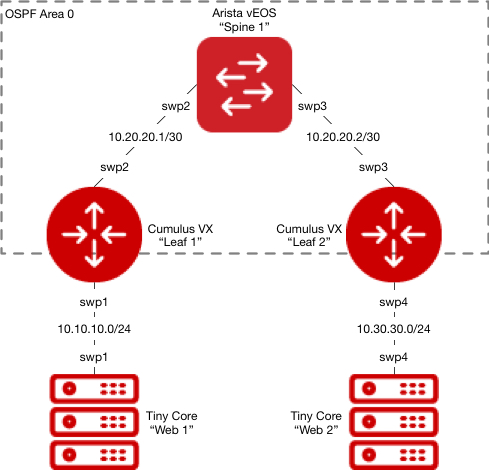 OSPF Area 0
Arista vEOS
“Spine 1”
swp2
swp3
10.20.20.1/30
10.20.20.2/30
swp2
swp3
Cumulus VX
“Leaf 1”
Cumulus VX
“Leaf 2”
swp1
swp4
10.10.10.0/24
10.30.30.0/24
swp1
swp4
Tiny Core
“Web 1”
Tiny Core
“Web 2”